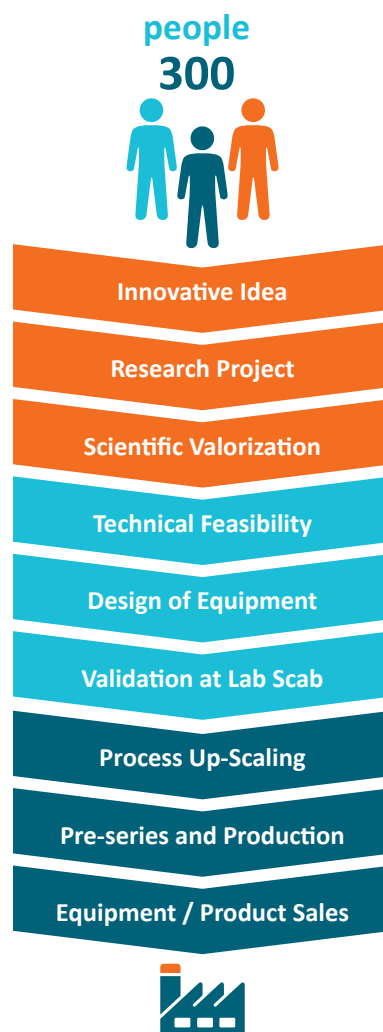 people
300
Innovative Idea
Research Project
Scientific Valorization
Technical Feasibility
Design of Equipment
Validation at Lab Scab
Process Up-Scaling
Pre-series and Production
Equipment / Product Sales